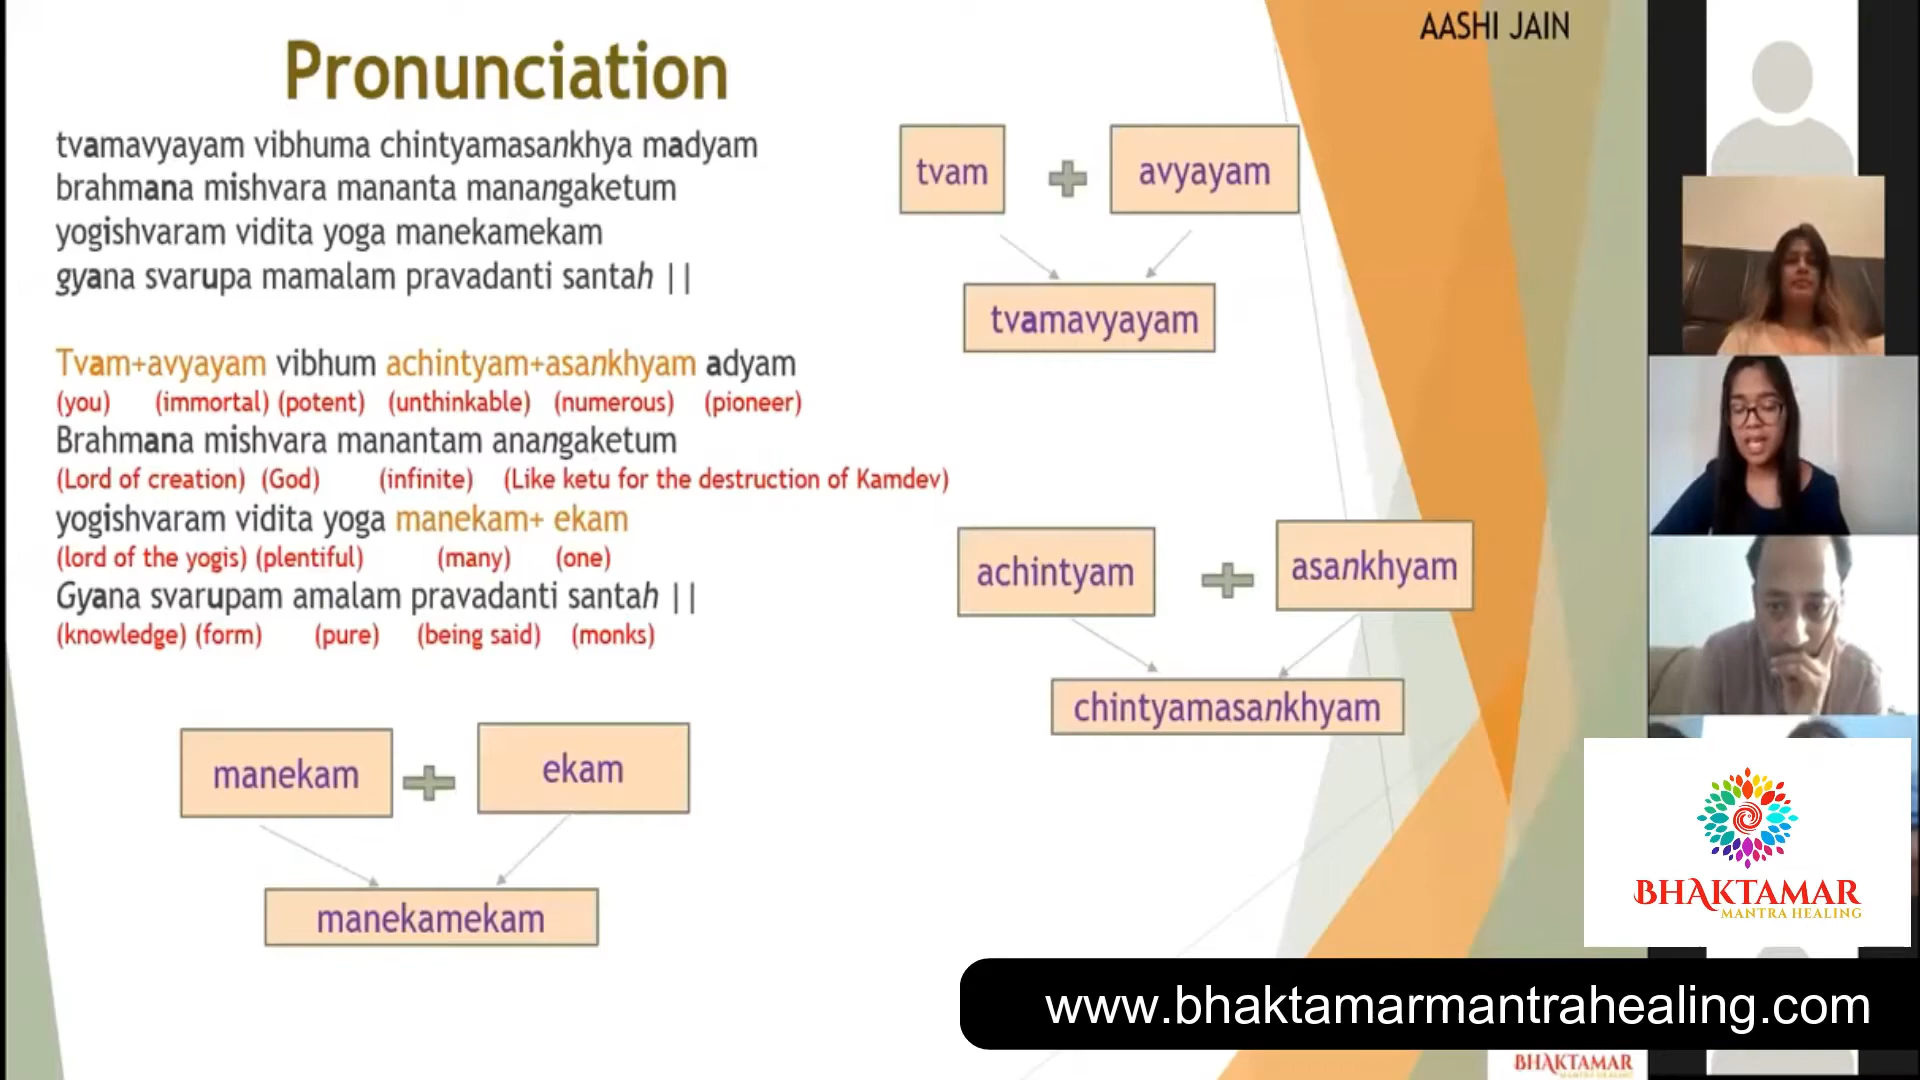 AASHI JAIN
Pronunciation
tvamavyayam vibhuma chintyamasankhya madyam
brahmana mishvara mananta manangaketum
yogishvaram vidita yoga manekamekam
gyana svarupa mamalam pravadanti santah ||
Tvam+avyayam vibhum achintyam+asankhyam adyam
(you) (immortal) (potent) (unthinkable) (numerous) (pioneer)
Brahmana mishvara manantam anangaketum
(Lord of creation) (God) (infinite) (Like ketu for the destruction of Kamdev)
yogishvaram vidita yoga manekam+ ekam
(lord of the yogis) (plentiful) (many) (one)
Gyana svarupam amalam pravadanti santah ||
(knowledge) (form) (pure) (being said) (monks)
manekam
ekam
manekamekam
tvam
avyayam
tvamavyayam
achintyam
asankhyam
chintyamasankhyam
BHAKTAMAR
MANTRA HEALING
www.bhaktamarmantrahealing.com
BHAKTAMAR
MANTRA HEALING